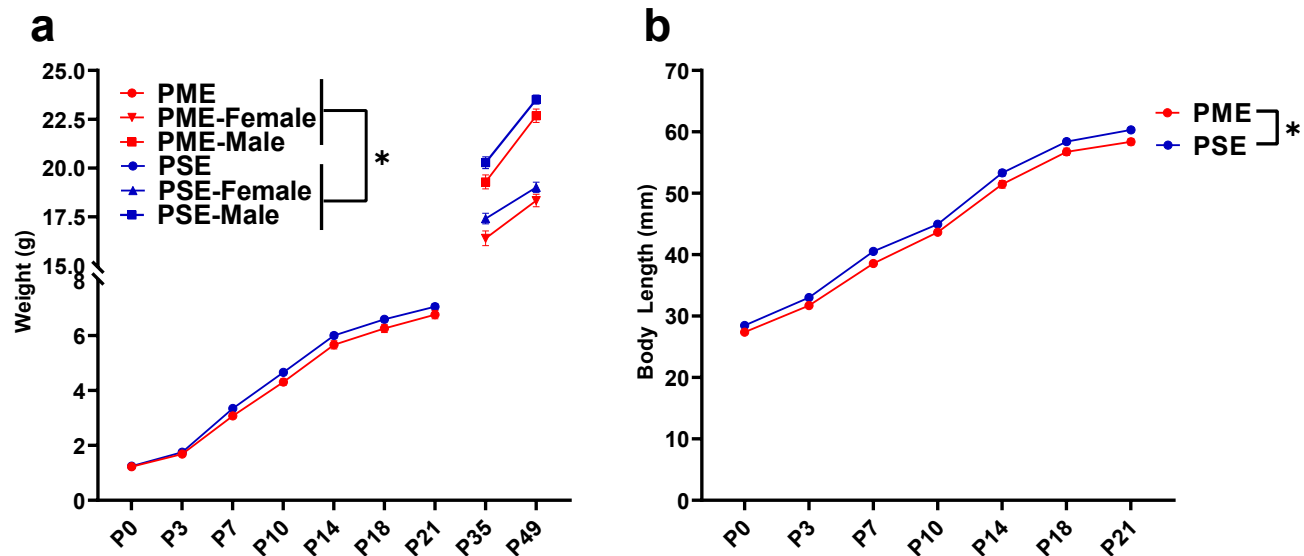 a
Weight (g)
25.0
22.5
20.0
17.5
15.0
8
6
4
2
0
PME
PME-Female
PME-Male
PSE
PSE-Female
PSE-Male
*
P0
P3
P7
P10
P14
P18
P21
P35
P49
b
Body Length (mm)
70
60
50
40
30
20
10
0
PME
PSE
*
P0
P3
P7
P10
P14
P18
P21